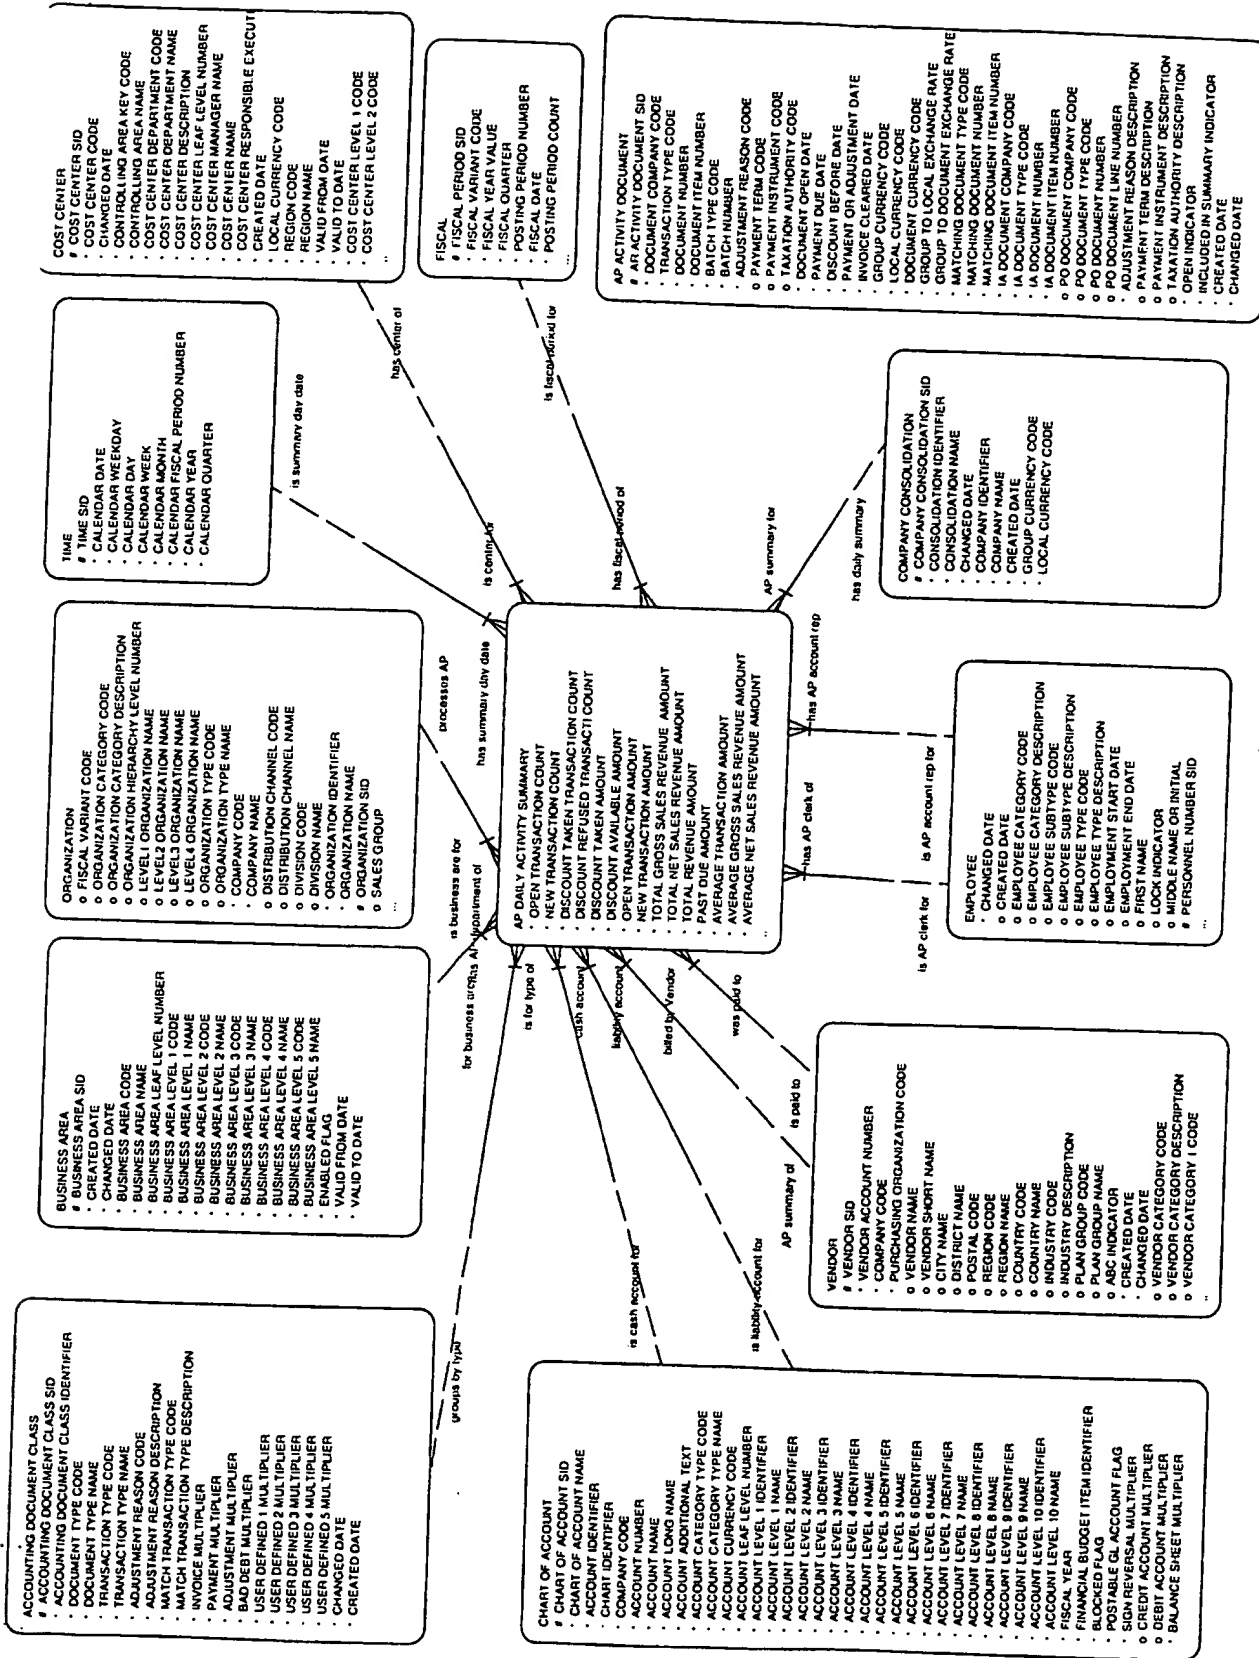 CHART OF ACCOUNT
# CHART OF ACCOUNT SID
· CHART OF ACCOUNT NAME
· ACCOUNT IDENTIFIER
· CHART IDENTIFIER
· COMPANY CODE
· ACCOUNT NUMBER
· ACCOUNT NAME
· ACCOUNT LONG NAME
· ACCOUNT ADDITIONAL TEXT
· ACCOUNT CATEGORY TYPE CODE
· ACCOUNT CATEGORY TYPE NAME
· ACCOUNT CURRENCY CODE
· ACCOUNT LEAF LEVEL NUMBER
· ACCOUNT LEVEL 1 IDENTIFIER
· ACCOUNT LEVEL 1 NAME
· ACCOUNT LEVEL 2 IDENTIFIER
· ACCOUNT LEVEL 2 NAME
· ACCOUNT LEVEL 3 IDENTIFIER
· ACCOUNT LEVEL 3 NAME
· ACCOUNT LEVEL 4 IDENTIFIER
· ACCOUNT LEVEL 4 NAME
· ACCOUNT LEVEL 5 IDENTIFIER
· ACCOUNT LEVEL 5 NAME
· ACCOUNT LEVEL 6 IDENTIFIER
· ACCOUNT LEVEL 6 NAME
· ACCOUNT LEVEL 7 IDENTIFIER
· ACCOUNT LEVEL 7 NAME
· ACCOUNT LEVEL 8 IDENTIFIER
· ACCOUNT LEVEL 8 NAME
· ACCOUNT LEVEL 9 IDENTIFIER
· ACCOUNT LEVEL 9 NAME
· ACCOUNT LEVEL 10 IDENTIFIER
· ACCOUNT LEVEL 10 NAME
· FISCAL YEAR
· FINANCIAL BUDGET ITEM IDENTIFIER
· BLOCKED FLAG
· POSTABLE GL ACCOUNT FLAG
· SIGN REVERSAL MULTIPLIER
o CREDIT ACCOUNT MULTIPLIER
o DEBIT ACCOUNT MULTIPLIER
· BALANCE SHEET MULTIPLIER
ACCOUNTING DOCUMENT CLASS
# ACCOUNTING DOCUMENT CLASS SID
· ACCOUNTING DOCUMENT CLASS IDENTIFIER
· DOCUMENT TYPE CODE
· DOCUMENT TYPE NAME
· TRANSACTION TYPE CODE
· TRANSACTION TYPE NAME
· ADJUSTMENT REASON CODE
· ADJUSTMENT REASON DESCRIPTION
· MATCH TRANSACTION TYPE CODE
· MATCH TRANSACTION TYPE DESCRIPTION
· INVOICE MULTIPLIER
· PAYMENT MULTIPLIER
· ADJUSTMENT MULTIPLIER
· BAD DEBT MULTIPLIER
· USER DEFINED 1 MULTIPLIER
· USER DEFINED 2 MULTIPLIER
· USER DEFINED 3 MULTIPLIER
· USER DEFINED 4 MULTIPLIER
· USER DEFINED 5 MULTIPLIER
· CHANGED DATE
· CREATED DATE
BUSINESS AREA
# BUSINESS AREA SID
· CREATED DATE
· CHANGED DATE
· BUSINESS AREA CODE
· BUSINESS AREA NAME
· BUSINESS AREA LEAF LEVEL NUMBER
· BUSINESS AREA LEVEL 1 CODE
· BUSINESS AREA LEVEL 1 NAME
· BUSINESS AREA LEVEL 2 CODE
· BUSINESS AREA LEVEL 2 NAME
· BUSINESS AREA LEVEL 3 CODE
· BUSINESS AREA LEVEL 3 NAME
· BUSINESS AREA LEVEL 4 CODE
· BUSINESS AREA LEVEL 4 NAME
· BUSINESS AREA LEVEL 5 CODE
· BUSINESS AREA LEVEL 5 NAME
· ENABLED FLAG
· VALID FROM DATE
· VALID TO DATE
ORGANIZATION
o FISCAL VARIANT CODE
o ORGANIZATION CATEGORY CODE
o ORGANIZATION CATEGORY DESCRIPTION
o ORGANIZATION HIERARCHY LEVEL NUMBER
o LEVEL1 ORGANIZATION NAME
o LEVEL2 ORGANIZATION NAME
o LEVEL3 ORGANIZATION NAME
o LEVEL4 ORGANIZATION NAME
o ORGANIZATION TYPE CODE
o ORGANIZATION TYPE NAME
· COMPANY CODE
· COMPANY NAME
o DISTRIBUTION CHANNEL CODE
o DISTRIBUTION CHANNEL NAME
o DIVISION CODE
o DIVISION NAME
· ORGANIZATION IDENTIFIER
· ORGANIZATION NAME
# ORGANIZATION SID
o SALES GROUP
...
TIME
# TIME SID
· CALENDAR DATE
· CALENDAR WEEKDAY
· CALENDAR DAY
· CALENDAR WEEK
· CALENDAR MONTH
· CALENDAR FISCAL PERIOD NUMBER
· CALENDAR YEAR
· CALENDAR QUARTER
COST CENTER
# COST CENTER SID
· COST CENTER CODE
· CHANGED DATE
· CONTROLLING AREA KEY CODE
· CONTROLLING AREA NAME
· COST CENTER DEPARTMENT CODE
· COST CENTER DEPARTMENT NAME
· COST CENTER DESCRIPTION
· COST CENTER LEAF LEVEL NUMBER
· COST CENTER MANAGER NAME
· COST CENTER NAME
· COST CENTER RESPONSIBLE EXECUTI
· CREATED DATE
· LOCAL CURRENCY CODE
· REGION CODE
· REGION NAME
· VALID FROM DATE
· VALID TO DATE
· COST CENTER LEVEL 1 CODE
· COST CENTER LEVEL 2 CODE
...
FISCAL
# FISCAL PERIOD SID
· FISCAL VARIANT CODE
· FISCAL YEAR VALUE
· FISCAL QUARTER
· POSTING PERIOD NUMBER
· FISCAL DATE
· POSTING PERIOD COUNT
...
groups by type
is for type of
for business area
is business are for
has AP department of
processes AP
has summary day date
is summary day date
is center for
has center of
has fiscal period of
is fiscal period for
is cash account for
cash account
is liability account for
liability account
AP summary of
billed by Vendor
is paid to
was paid to
AP DAILY ACTIVITY SUMMARY
· OPEN TRANSACTION COUNT
· NEW TRANSACTION COUNT
· DISCOUNT TAKEN TRANSACTION COUNT
· DISCOUNT REFUSED TRANSACTI COUNT
· DISCOUNT TAKEN AMOUNT
· DISCOUNT AVAILABLE AMOUNT
· OPEN TRANSACTION AMOUNT
· NEW TRANSACTION AMOUNT
· TOTAL GROSS SALES REVENUE AMOUNT
· TOTAL NET SALES REVENUE AMOUNT
· TOTAL REVENUE AMOUNT
· PAST DUE AMOUNT
· AVERAGE TRANSACTION AMOUNT
· AVERAGE GROSS SALES REVENUE AMOUNT
· AVERAGE NET SALES REVENUE AMOUNT
...
has AP clerk of
is AP clerk for
has AP account rep
is AP account rep for
AP summary for
has daily summary
VENDOR
# VENDOR SID
· VENDOR ACCOUNT NUMBER
· COMPANY CODE
· PURCHASING ORGANIZATION CODE
o VENDOR NAME
o VENDOR SHORT NAME
o CITY NAME
o DISTRICT NAME
o POSTAL CODE
o REGION CODE
o REGION NAME
o COUNTRY CODE
o COUNTRY NAME
o INDUSTRY CODE
o INDUSTRY DESCRIPTION
o PLAN GROUP CODE
o PLAN GROUP NAME
o ABC INDICATOR
· CREATED DATE
· CHANGED DATE
o VENDOR CATEGORY CODE
o VENDOR CATEGORY DESCRIPTION
o VENDOR CATEGORY 1 CODE
...
EMPLOYEE
· CHANGED DATE
o CREATED DATE
o EMPLOYEE CATEGORY CODE
o EMPLOYEE CATEGORY DESCRIPTION
o EMPLOYEE SUBTYPE CODE
o EMPLOYEE SUBTYPE DESCRIPTION
o EMPLOYEE TYPE CODE
o EMPLOYEE TYPE DESCRIPTION
o EMPLOYMENT START DATE
o EMPLOYMENT END DATE
o FIRST NAME
o LOCK INDICATOR
o MIDDLE NAME OR INITIAL
# PERSONNEL NUMBER SID
...
COMPANY CONSOLIDATION
# COMPANY CONSOLIDATION SID
· CONSOLIDATION IDENTIFIER
· CONSOLIDATION NAME
· CHANGED DATE
· COMPANY IDENTIFIER
· COMPANY NAME
· CREATED DATE
· GROUP CURRENCY CODE
· LOCAL CURRENCY CODE
AP ACTIVITY DOCUMENT
# AR ACTIVITY DOCUMENT SID
· DOCUMENT COMPANY CODE
· TRANSACTION TYPE CODE
· DOCUMENT NUMBER
· DOCUMENT ITEM NUMBER
· BATCH TYPE CODE
· BATCH NUMBER
· ADJUSTMENT REASON CODE
o PAYMENT TERM CODE
o PAYMENT INSTRUMENT CODE
o TAXATION AUTHORITY CODE
· DOCUMENT OPEN DATE
· PAYMENT DUE DATE
· DISCOUNT BEFORE DATE
· PAYMENT OR ADJUSTMENT DATE
· INVOICE CLEARED DATE
· GROUP CURRENCY CODE
· LOCAL CURRENCY CODE
· DOCUMENT CURRENCY CODE
· GROUP TO LOCAL EXCHANGE RATE
· GROUP TO DOCUMENT EXCHANGE RATE
· MATCHING DOCUMENT TYPE CODE
· MATCHING DOCUMENT NUMBER
· MATCHING DOCUMENT ITEM NUMBER
· IA DOCUMENT COMPANY CODE
· IA DOCUMENT TYPE CODE
· IA DOCUMENT NUMBER
· IA DOCUMENT ITEM NUMBER
o PO DOCUMENT COMPANY CODE
o PO DOCUMENT TYPE CODE
o PO DOCUMENT NUMBER
o PO DOCUMENT LINE NUMBER
· ADJUSTMENT REASON DESCRIPTION
o PAYMENT TERM DESCRIPTION
o PAYMENT INSTRUMENT DESCRIPTION
o TAXATION AUTHORITY DESCRIPTION
· OPEN INDICATOR
· INCLUDED IN SUMMARY INDICATOR
· CREATED DATE
· CHANGED DATE